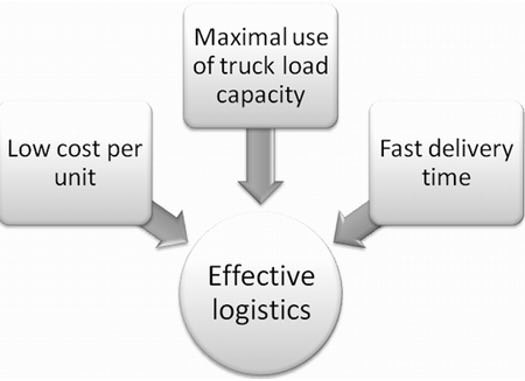 Maximal use
of truck load
capacity
Low cost per
unit
Fast delivery
time
Effective
logistics